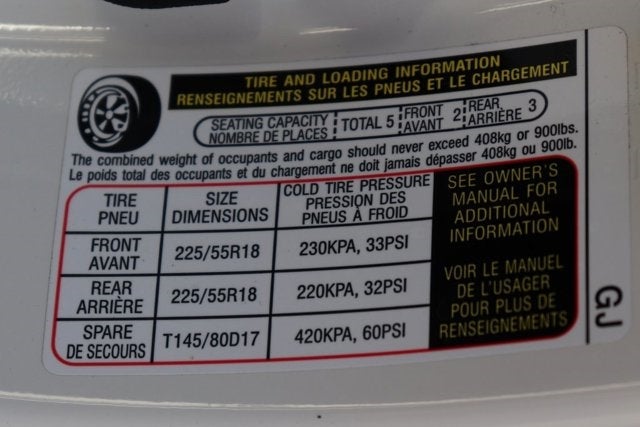 TIRE AND LOADING INFORMATION
RENSEIGNEMENTS SUR LES PNEUS ET LE CHARGEMENT
SEATING CAPACITY TOTAL 5 FRONT 2 REAR 3
NOMBRE DE PLACES AVANT ARRIÈRE
The combined weight of occupants and cargo should never exceed 408kg or 900lbs.
Le poids total des occupants et du chargement ne doit jamais dépasser 408kg ou 900lb.
TIRE SIZE COLD TIRE PRESSURE
PNEU DIMENSIONS PRESSION DES
PNEUS À FROID
FRONT 225/55R18 230KPA, 33PSI
AVANT
REAR 225/55R18 220KPA, 32PSI
ARRIÈRE
SPARE T145/80D17 420KPA, 60PSI
DE SECOURS
SEE OWNER'S
MANUAL FOR
ADDITIONAL
INFORMATION
VOIR LE MANUEL
DE L'USAGER
POUR PLUS DE
RENSEIGNEMENTS
GJ